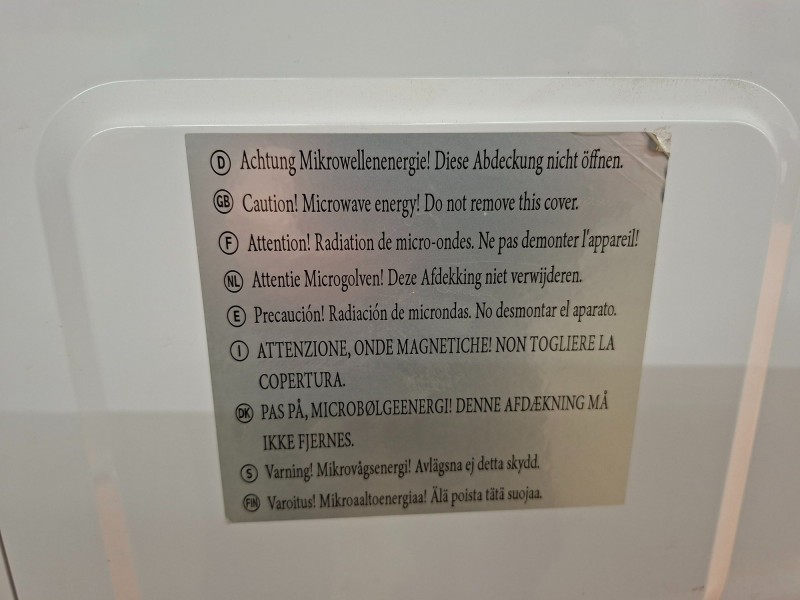 D Achtung Mikrowellenenergie! Diese Abdeckung nicht öffnen.
GB Caution! Microwave energy! Do not remove this cover.
F Attention! Radiation de micro-ondes. Ne pas demonter l'appareil!
NL Attentie Microgolven! Deze Afdekking niet verwijderen.
E Precaución! Radiación de microndas. No desmontar el aparato.
I ATTENZIONE, ONDE MAGNETICHE! NON TOGLIERE LA
COPERTURA.
DK PAS PÅ, MICROBØLGEENERGI! DENNE AFDÆKNING MÅ
IKKE FJERNES.
S Varning! Mikrovågsenergi! Avlägsna ej detta skydd.
FIN Varoitus! Mikroaaltoenergiaa! Älä poista tätä suojaa.